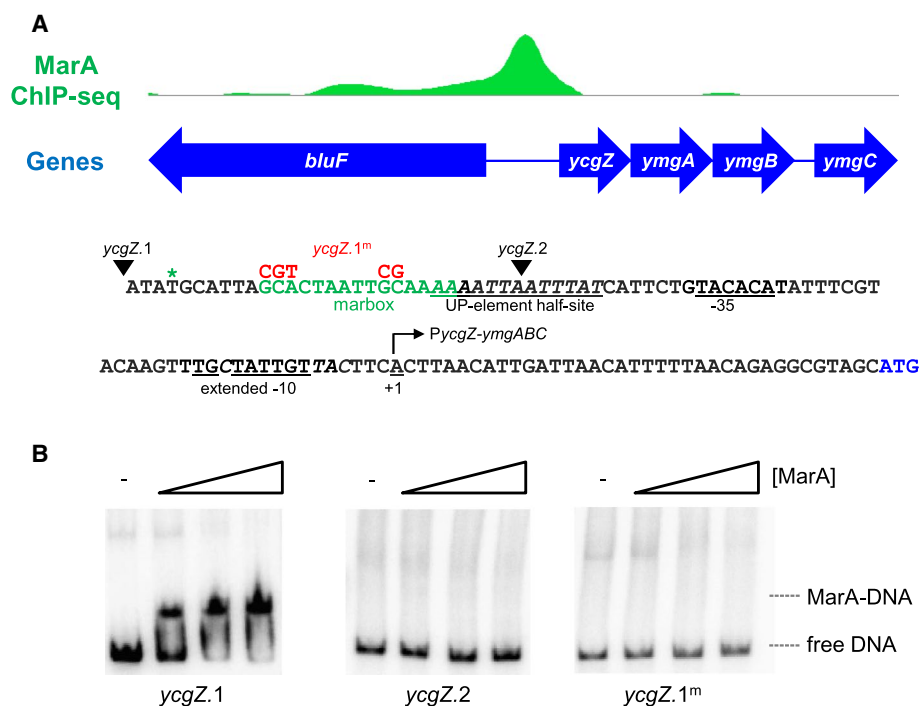 A
MarA
ChIP-seq
Genes
bluF ycgZ ymgA ymgB ymgC
ycgZ.1 * ycgZ.1ᵐ ycgZ.2
CGT CG
ATATGCATTAGCACTAATTGCAAAAAAATTAATTTATCATTCTGTACACATATTTCGT
marbox UP-element half-site -35
PycgZ-ymgABC
ACAAGTTTTGCTATTGTTACTTCACTTAACATTGATTAACATTTTTAACAGAGGCGTAGCATG
extended -10 +1
B
- - - [MarA]
MarA-DNA
free DNA
ycgZ.1 ycgZ.2 ycgZ.1ᵐ